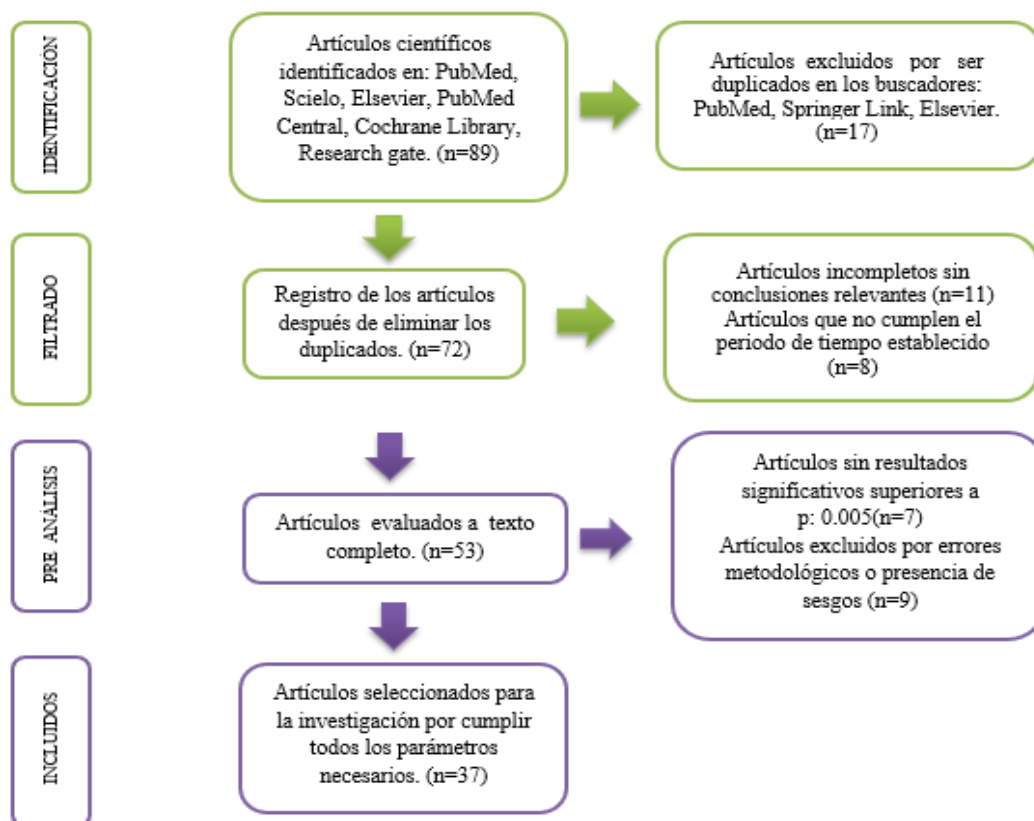 IDENTIFICACIÓN
Artículos científicos
identificados en: PubMed,
Scielo, Elsevier, PubMed
Central, Cochrane Library,
Research gate. (n=89)
Artículos excluidos por ser
duplicados en los buscadores:
PubMed, Springer Link, Elsevier.
(n=17)
FILTRADO
Registro de los artículos
después de eliminar los
duplicados. (n=72)
Artículos incompletos sin
conclusiones relevantes (n=11)
Artículos que no cumplen el
periodo de tiempo establecido
(n=8)
PRE ANÁLISIS
Artículos evaluados a texto
completo. (n=53)
Artículos sin resultados
significativos superiores a
p: 0.005(n=7)
Artículos excluidos por errores
metodológicos o presencia de
sesgos (n=9)
INCLUIDOS
Artículos seleccionados para
la investigación por cumplir
todos los parámetros
necesarios. (n=37)